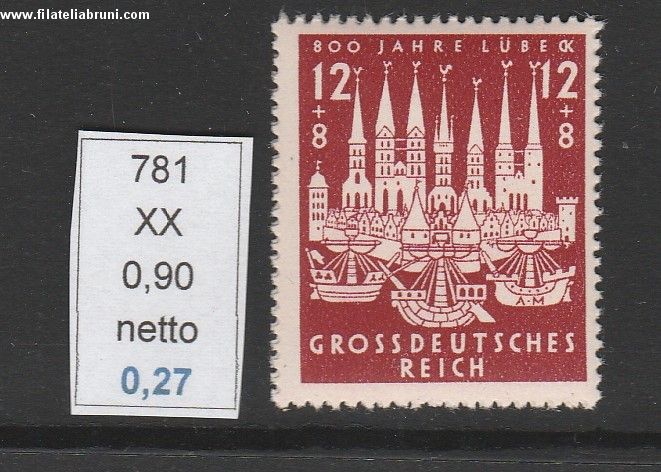 www.filateliabruni.com
781
XX
0,90
netto
0,27
800 JAHRE LÜBECK
12 12
+ +
8 8
A-M
GROSSDEUTSCHES
REICH